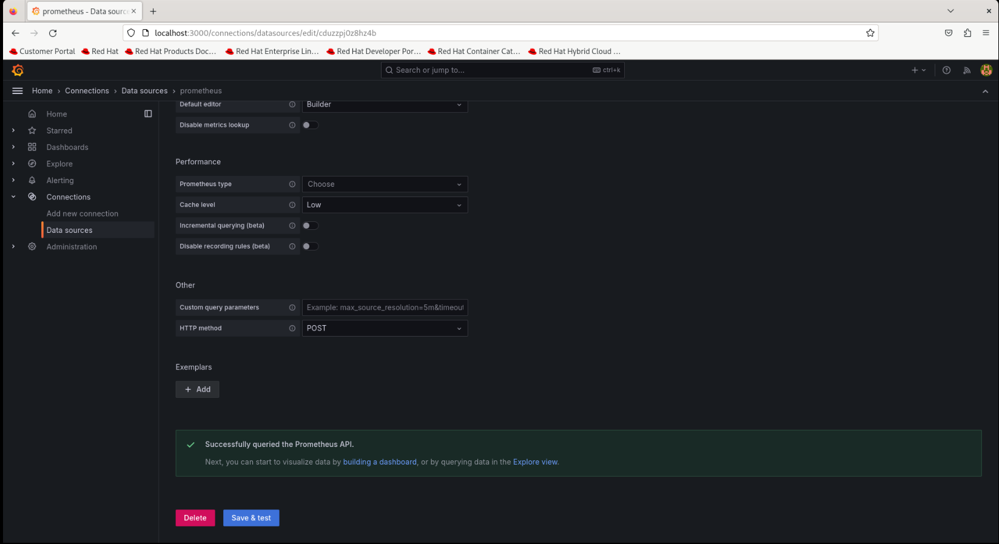 prometheus - Data source
localhost:3000/connections/datasources/edit/cduzzpj0z8hz4b
Customer Portal Red Hat Red Hat Products Doc... Red Hat Enterprise Lin... Red Hat Developer Por... Red Hat Container Cat... Red Hat Hybrid Cloud ...
Search or jump to... ctrl+k
Home › Connections › Data sources › prometheus
Home
Starred
Dashboards
Explore
Alerting
Connections
Add new connection
Data sources
Administration
Default editor Builder
Disable metrics lookup
Performance
Prometheus type Choose
Cache level Low
Incremental querying (beta)
Disable recording rules (beta)
Other
Custom query parameters Example: max_source_resolution=5m&timeout
HTTP method POST
Exemplars
+ Add
Successfully queried the Prometheus API.
Next, you can start to visualize data by building a dashboard, or by querying data in the Explore view.
Delete Save & test